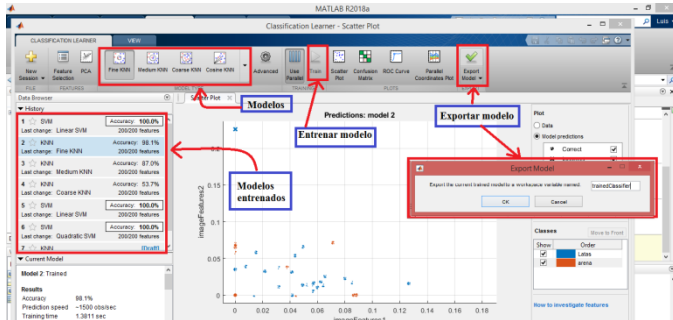 MATLAB R2018a
Classification Learner - Scatter Plot
CLASSIFICATION LEARNER
VIEW
New Session
Feature Selection
PCA
Fine KNN
Medium KNN
Coarse KNN
Cosine KNN
Advanced
Use Parallel
Train
Scatter Plot
Confusion Matrix
ROC Curve
Parallel Coordinates Plot
Export Model
FILE
FEATURES
PLOTS
Data Browser
History
1 SVM Accuracy: 100.0%
Last change: Linear SVM 200/200 features
2 KNN Accuracy: 98.1%
Last change: Fine KNN 200/200 features
3 KNN Accuracy: 87.0%
Last change: Medium KNN 200/200 features
4 KNN Accuracy: 53.7%
Last change: Coarse KNN 200/200 features
5 SVM Accuracy: 100.0%
Last change: Linear SVM 200/200 features
6 SVM Accuracy: 100.0%
Last change: Quadratic SVM 200/200 features
7 KNN
Current Model
Model 2: Trained
Results
Accuracy 98.1%
Prediction speed ~1500 obs/sec
Training time 1.3811 sec
Modelos
Entrenar modelo
Exportar modelo
Modelos
entrenados
Predictions: model 2
imageFeatures2
0.2
0.15
0.1
0.05
0
0 0.02 0.04 0.06 0.08 0.1 0.12 0.14 0.16 0.18
imageFeatures1
Plot
Data
Model predictions
Correct
Export Model
Export the current trained model to a workspace variable named:
trainedClassifier
OK
Cancel
Classes
Move to Front
Show Order
Latas
arena
How to investigate features